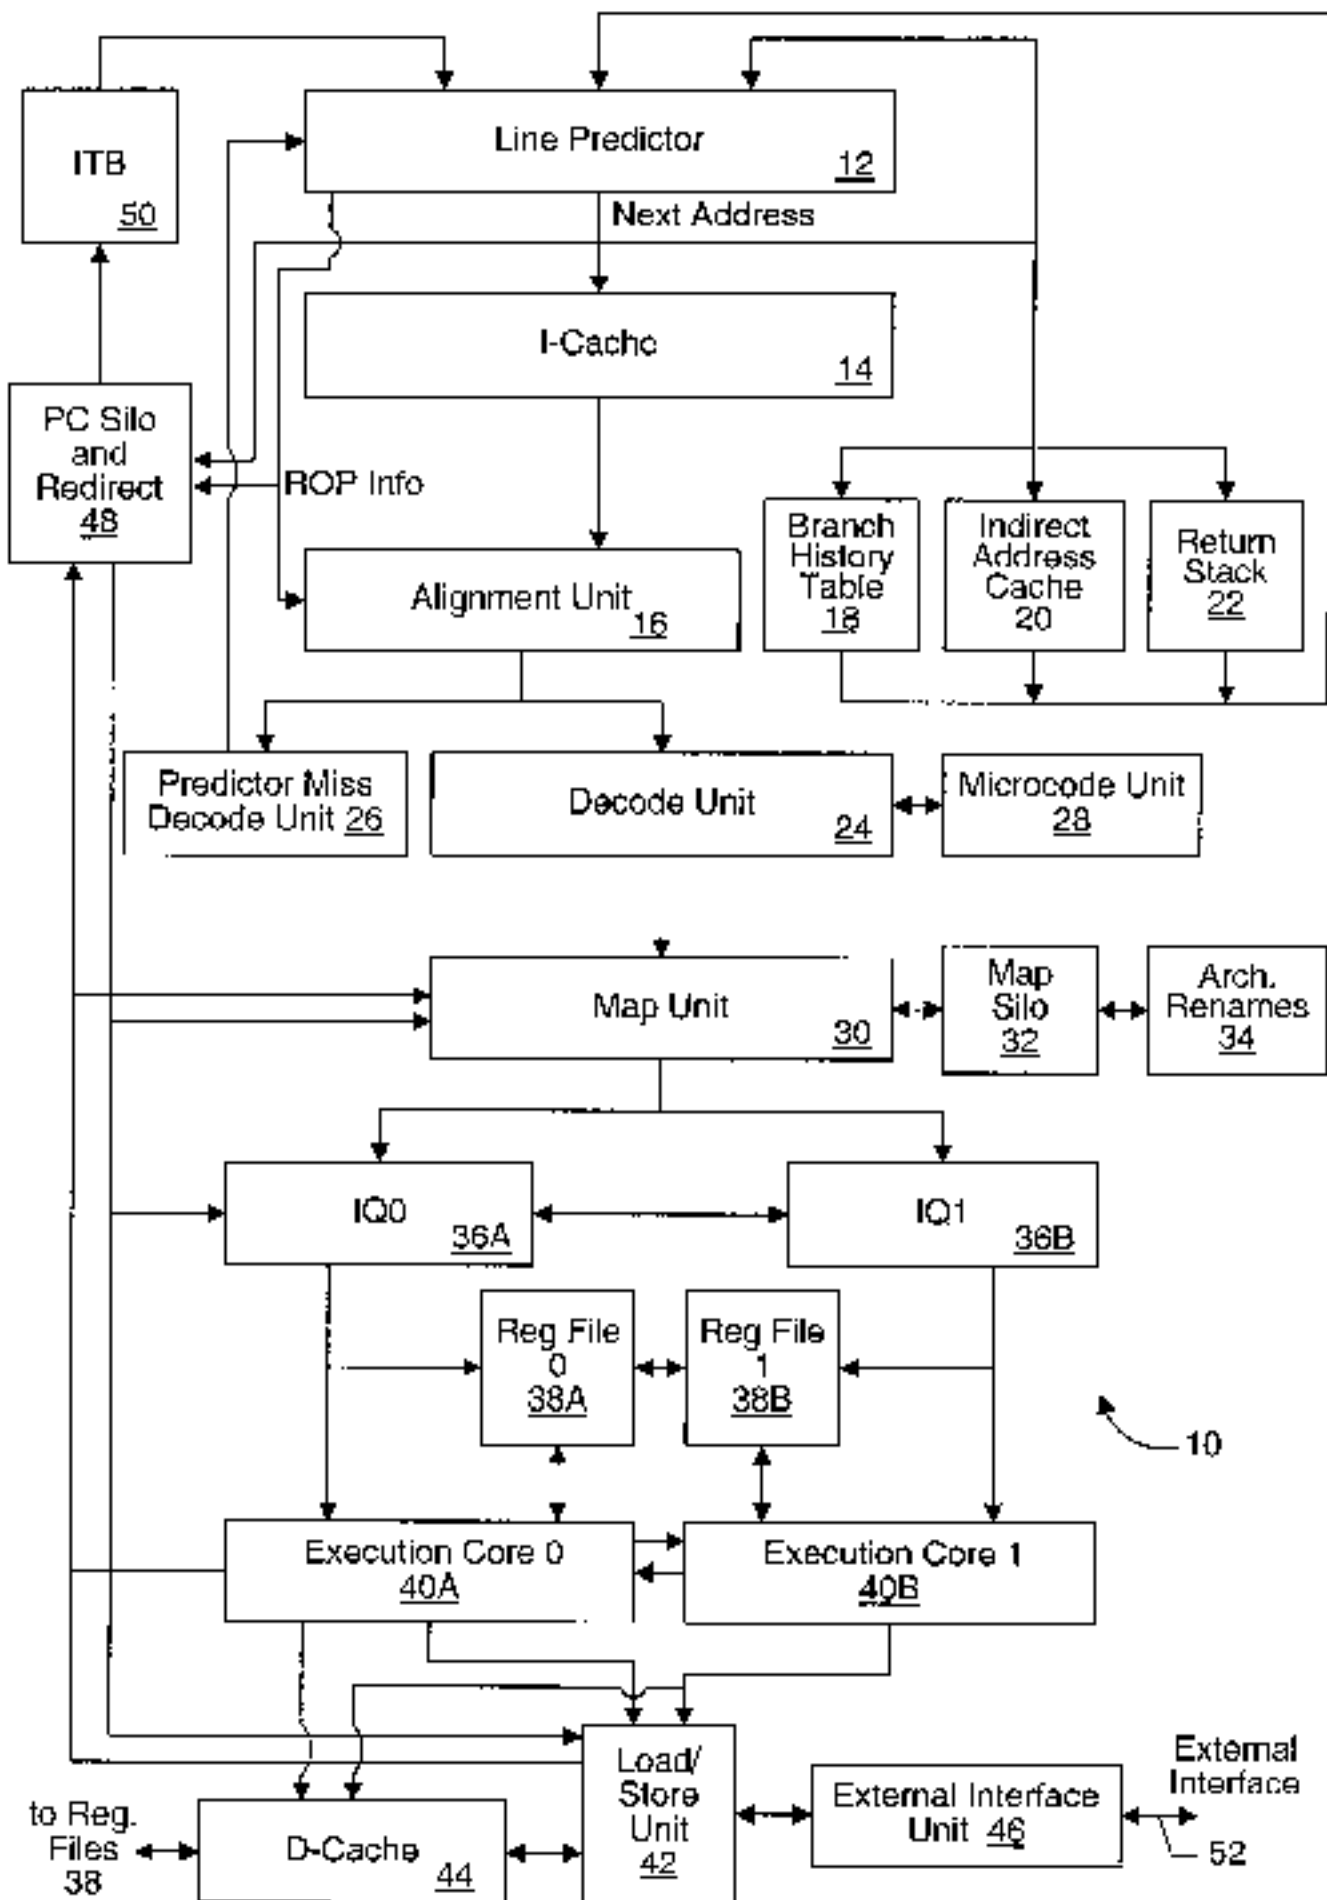 Line Predictor
12
ITB
50
Next Address
I-Cache
14
PC Silo
and
Redirect
48
ROP Info
Branch
History
Table
18
Indirect
Address
Cache
20
Return
Stack
22
Alignment Unit
16
Predictor Miss
Decode Unit 26
Decode Unit
24
Microcode Unit
28
Map Unit
30
Map
Silo
32
Arch.
Renames
34
IQ0
36A
IQ1
36B
Reg File
0
38A
Reg File
1
38B
10
Execution Core 0
40A
Execution Core 1
40B
Load/
Store
Unit
42
External Interface
Unit 46
External
Interface
52
to Reg.
Files
38
D-Cache
44